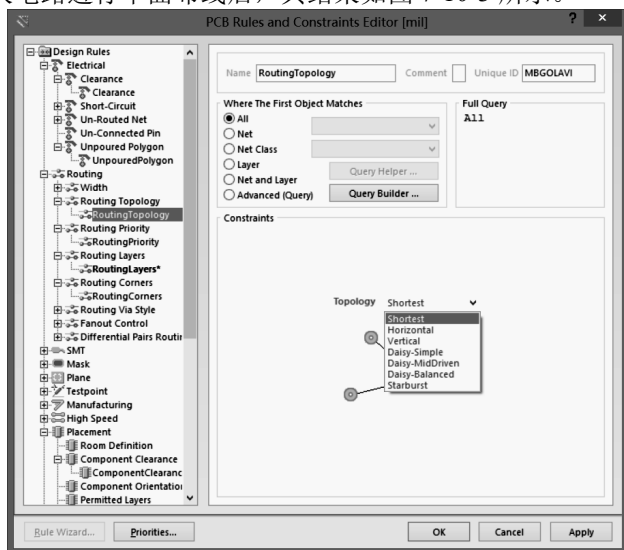 PCB Rules and Constraints Editor [mil]
? ×
Design Rules
Electrical
Clearance
Clearance
Short-Circuit
Un-Routed Net
Un-Connected Pin
Unpoured Polygon
UnpouredPolygon
Routing
Width
Routing Topology
RoutingTopology
Routing Priority
RoutingPriority
Routing Layers
RoutingLayers*
Routing Corners
RoutingCorners
Routing Via Style
Fanout Control
Differential Pairs Routin
SMT
Mask
Plane
Testpoint
Manufacturing
High Speed
Placement
Room Definition
Component Clearance
ComponentClearanc
Component Orientation
Permitted Layers
Name RoutingTopology Comment Unique ID MBGOLAVI
Where The First Object Matches
All
Net
Net Class
Layer
Net and Layer
Advanced (Query)
Query Helper ...
Query Builder ...
Full Query
All
Constraints
Topology Shortest
Shortest
Horizontal
Vertical
Daisy-Simple
Daisy-MidDriven
Daisy-Balanced
Starburst
Rule Wizard... Priorities... OK Cancel Apply